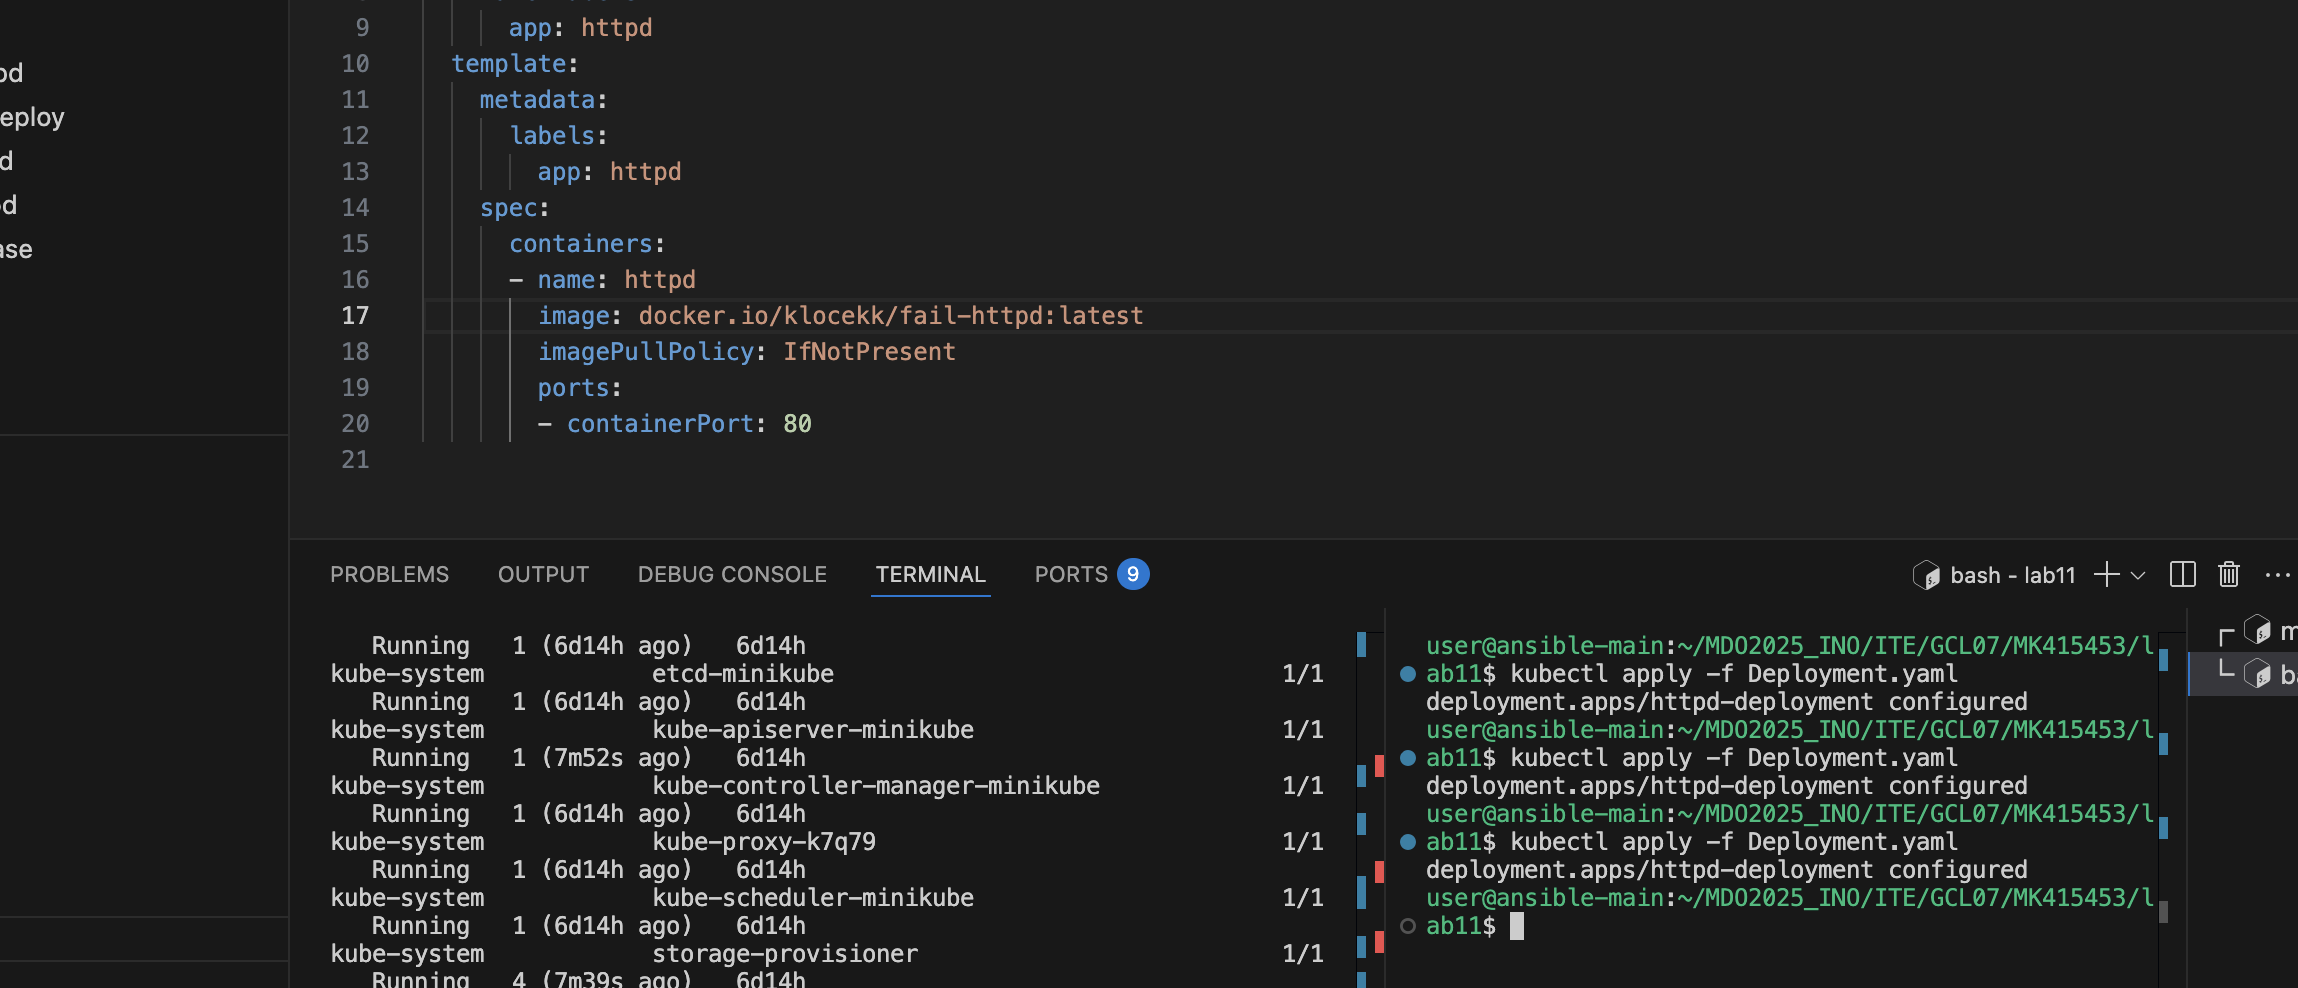 9 app: httpd
10 template:
11 metadata:
12 labels:
13 app: httpd
14 spec:
15 containers:
16 - name: httpd
17 image: docker.io/klocekk/fail-httpd:latest
18 imagePullPolicy: IfNotPresent
19 ports:
20 - containerPort: 80
21
eploy
PROBLEMS OUTPUT DEBUG CONSOLE TERMINAL PORTS 9
bash - lab11
Running 1 (6d14h ago) 6d14h
kube-system etcd-minikube 1/1
Running 1 (6d14h ago) 6d14h
kube-system kube-apiserver-minikube 1/1
Running 1 (7m52s ago) 6d14h
kube-system kube-controller-manager-minikube 1/1
Running 1 (6d14h ago) 6d14h
kube-system kube-proxy-k7q79 1/1
Running 1 (6d14h ago) 6d14h
kube-system kube-scheduler-minikube 1/1
Running 1 (6d14h ago) 6d14h
kube-system storage-provisioner 1/1
Running 4 (7m39s ago) 6d14h
user@ansible-main:~/MDO2025_INO/ITE/GCL07/MK415453/l
ab11$ kubectl apply -f Deployment.yaml
deployment.apps/httpd-deployment configured
user@ansible-main:~/MDO2025_INO/ITE/GCL07/MK415453/l
ab11$ kubectl apply -f Deployment.yaml
deployment.apps/httpd-deployment configured
user@ansible-main:~/MDO2025_INO/ITE/GCL07/MK415453/l
ab11$ kubectl apply -f Deployment.yaml
deployment.apps/httpd-deployment configured
user@ansible-main:~/MDO2025_INO/ITE/GCL07/MK415453/l
ab11$